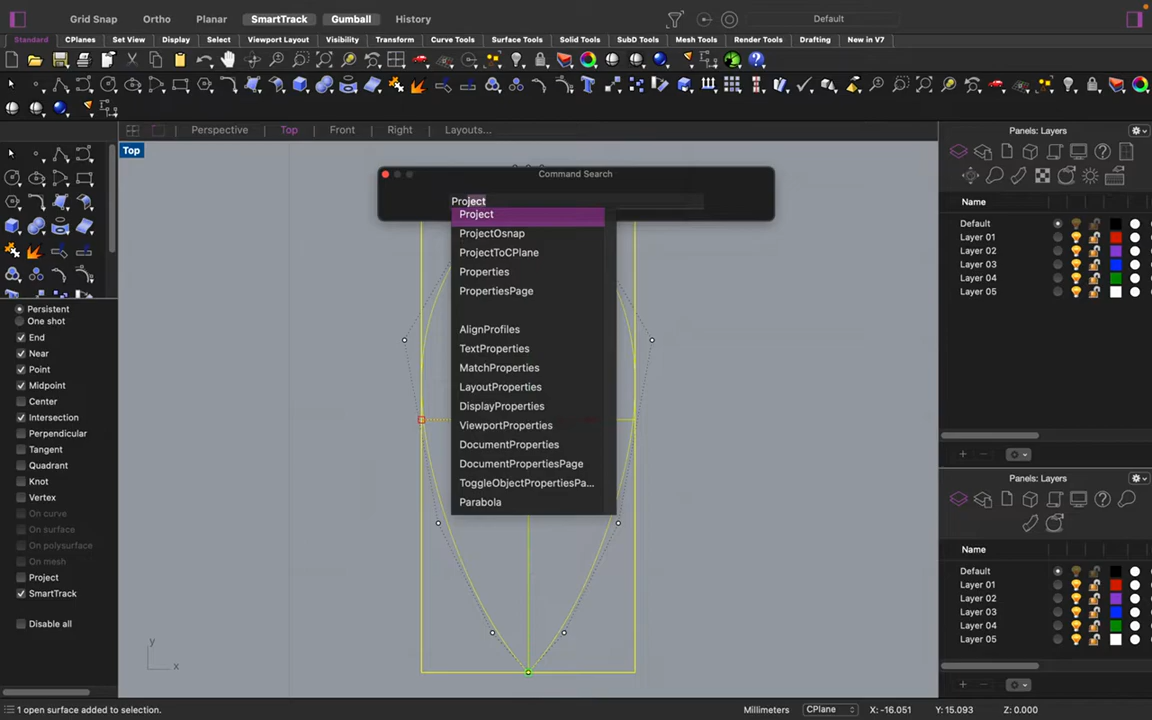 Grid Snap Ortho Planar SmartTrack Gumball History Default
Standard CPlanes Set View Display Select Viewport Layout Visibility Transform Curve Tools Surface Tools Solid Tools SubD Tools Mesh Tools Render Tools Drafting New in V7
Perspective Top Front Right Layouts...
Top
Command Search
Project
Project
ProjectOsnap
ProjectToCPlane
Properties
PropertiesPage
AlignProfiles
TextProperties
MatchProperties
LayoutProperties
DisplayProperties
ViewportProperties
DocumentProperties
DocumentPropertiesPage
ToggleObjectPropertiesPa...
Parabola
Persistent
One shot
End
Near
Point
Midpoint
Center
Intersection
Perpendicular
Tangent
Quadrant
Knot
Vertex
On curve
On surface
On polysurface
On mesh
Project
SmartTrack
Disable all
y
x
Panels: Layers
Name
Default
Layer 01
Layer 02
Layer 03
Layer 04
Layer 05
Panels: Layers
Name
Default
Layer 01
Layer 02
Layer 03
Layer 04
Layer 05
1 open surface added to selection.
Millimeters CPlane X: -16.051 Y: 15.093 Z: 0.000